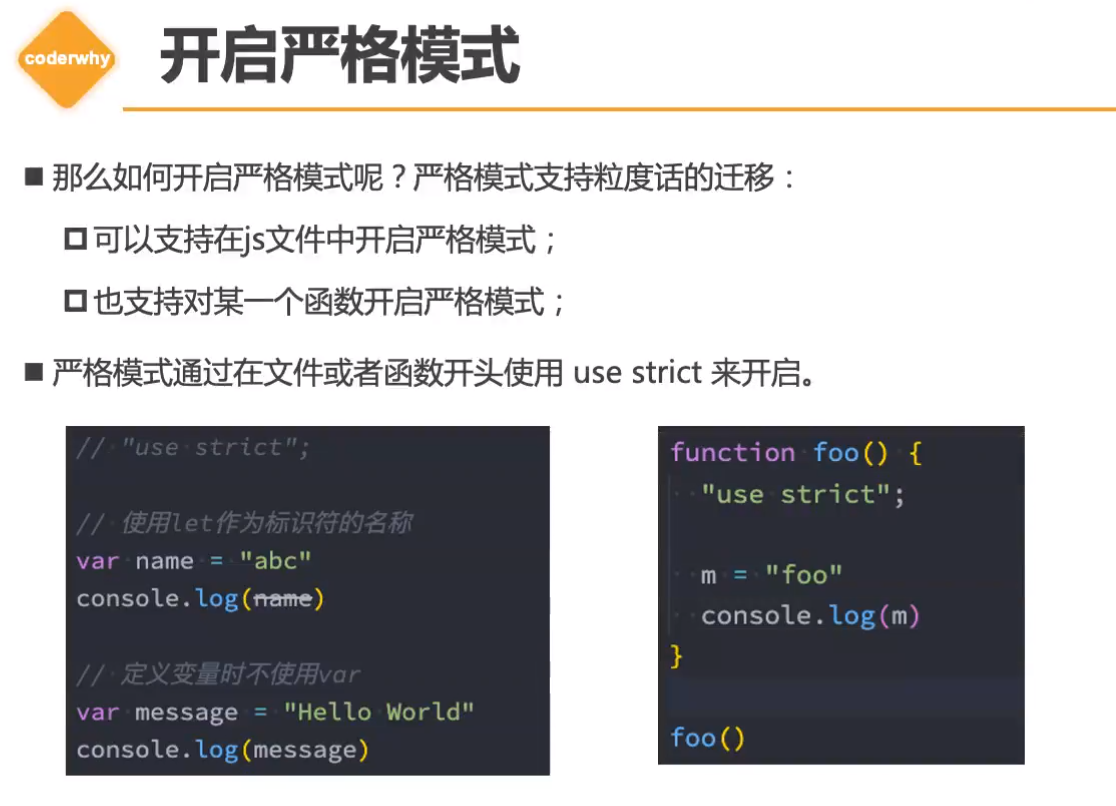 coderwhy
开启严格模式
那么如何开启严格模式呢？严格模式支持粒度话的迁移：
可以支持在js文件中开启严格模式；
也支持对某一个函数开启严格模式；
严格模式通过在文件或者函数开头使用 use strict 来开启。
// "use strict";
// 使用let作为标识符的名称
var name = "abc"
console.log(name)
// 定义变量时不使用var
var message = "Hello World"
console.log(message)
function foo() {
"use strict";
m = "foo"
console.log(m)
}
foo()